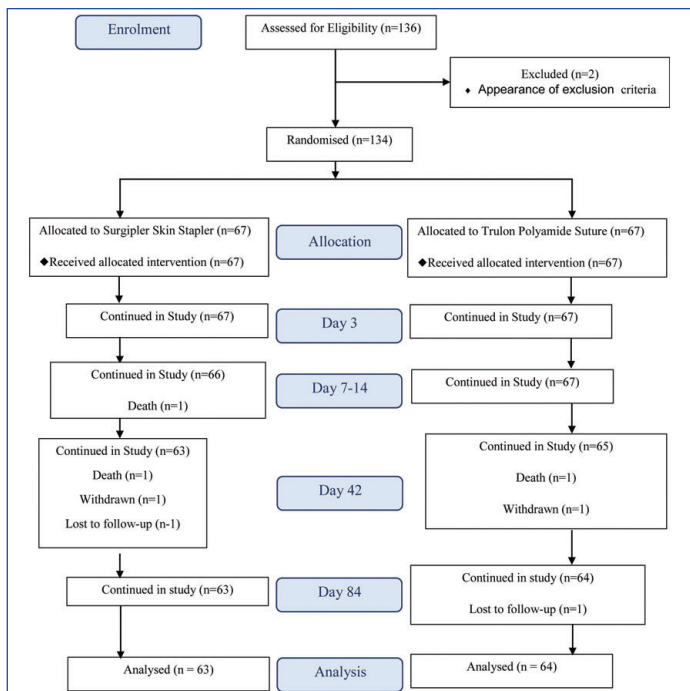 Enrolment
Assessed for Eligibility (n=136)
Excluded (n=2)
♦ Appearance of exclusion criteria
Randomised (n=134)
Allocated to Surgipler Skin Stapler (n=67)
◆Received allocated intervention (n=67)
Allocation
Allocated to Trulon Polyamide Suture (n=67)
◆Received allocated intervention (n=67)
Continued in Study (n=67)
Day 3
Continued in Study (n=67)
Continued in Study (n=66)
Death (n=1)
Day 7-14
Continued in Study (n=67)
Continued in Study (n=63)
Death (n=1)
Withdrawn (n=1)
Lost to follow-up (n-1)
Day 42
Continued in Study (n=65)
Death (n=1)
Withdrawn (n=1)
Continued in study (n=63)
Day 84
Continued in study (n=64)
Lost to follow-up (n=1)
Analysed (n = 63)
Analysis
Analysed (n = 64)